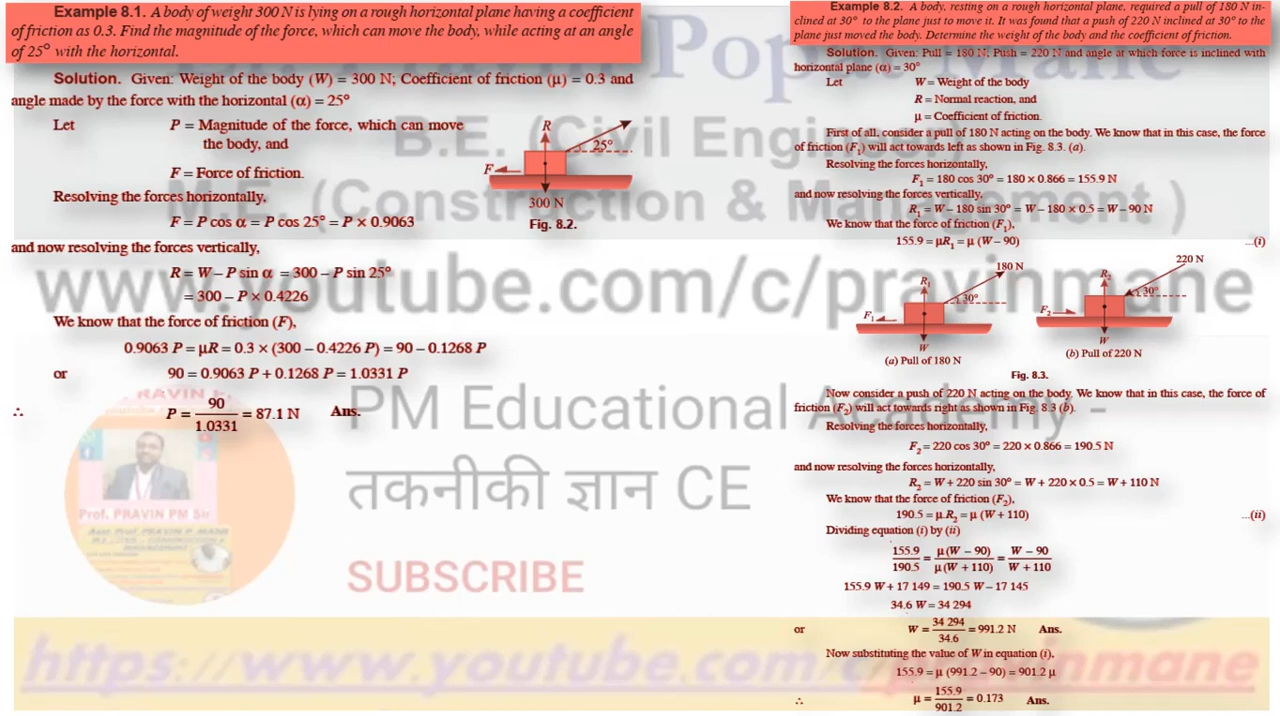 Example 8.1. A body of weight 300 N is lying on a rough horizontal plane having a coefficient
of friction as 0.3. Find the magnitude of the force, which can move the body, while acting at an angle
of 25° with the horizontal.
Solution. Given: Weight of the body (W) = 300 N; Coefficient of friction (μ) = 0.3 and
angle made by the force with the horizontal (α) = 25°
Let P = Magnitude of the force, which can move
the body, and
F = Force of friction.
Resolving the forces horizontally,
F = P cos α = P cos 25° = P × 0.9063
and now resolving the forces vertically,
R = W – P sin α = 300 – P sin 25°
= 300 – P × 0.4226
We know that the force of friction (F),
0.9063 P = μR = 0.3 × (300 – 0.4226 P) = 90 – 0.1268 P
or 90 = 0.9063 P + 0.1268 P = 1.0331 P
∴ P = 90/1.0331 = 87.1 N Ans.
R
25°
F
300 N
Fig. 8.2.
Example 8.2. A body, resting on a rough horizontal plane, required a pull of 180 N in-
clined at 30° to the plane just to move it. It was found that a push of 220 N inclined at 30° to the
plane just moved the body. Determine the weight of the body and the coefficient of friction.
Solution. Given: Pull = 180 N; Push = 220 N and angle at which force is inclined with
horizontal plane (α) = 30°
Let W = Weight of the body
R = Normal reaction, and
μ = Coefficient of friction.
First of all, consider a pull of 180 N acting on the body. We know that in this case, the force
of friction (F₁) will act towards left as shown in Fig. 8.3. (a).
Resolving the forces horizontally,
F₁ = 180 cos 30° = 180 × 0.866 = 155.9 N
and now resolving the forces vertically,
R₁ = W – 180 sin 30° = W – 180 × 0.5 = W – 90 N
We know that the force of friction (F₁),
155.9 = μR₁ = μ (W – 90) ...(i)
180 N
R₁
30°
F₁
W
(a) Pull of 180 N
220 N
R₂
30°
F₂
W
(b) Push of 220 N
Fig. 8.3.
Now consider a push of 220 N acting on the body. We know that in this case, the force of
friction (F₂) will act towards right as shown in Fig. 8.3 (b).
Resolving the forces horizontally,
F₂ = 220 cos 30° = 220 × 0.866 = 190.5 N
and now resolving the forces horizontally,
R₂ = W + 220 sin 30° = W + 220 × 0.5 = W + 110 N
We know that the force of friction (F₂),
190.5 = μ R₂ = μ (W + 110) ...(ii)
Dividing equation (i) by (ii)
155.9/190.5 = μ (W – 90)/μ (W + 110) = W – 90/W + 110
155.9 W + 17 149 = 190.5 W – 17 145
34.6 W = 34 294
or W = 34 294/34.6 = 991.2 N Ans.
Now substituting the value of W in equation (i),
155.9 = μ (991.2 – 90) = 901.2 μ
∴ μ = 155.9/901.2 = 0.173 Ans.
B.E. (Civil Engineer
M.E. (Construction & Management )
www.youtube.com/c/pravinmane
PM Educational Academy -
तकनीकी ज्ञान CE
SUBSCRIBE
Prof. PRAVIN PM Sir
https://www.youtube.com/c/pravinmane